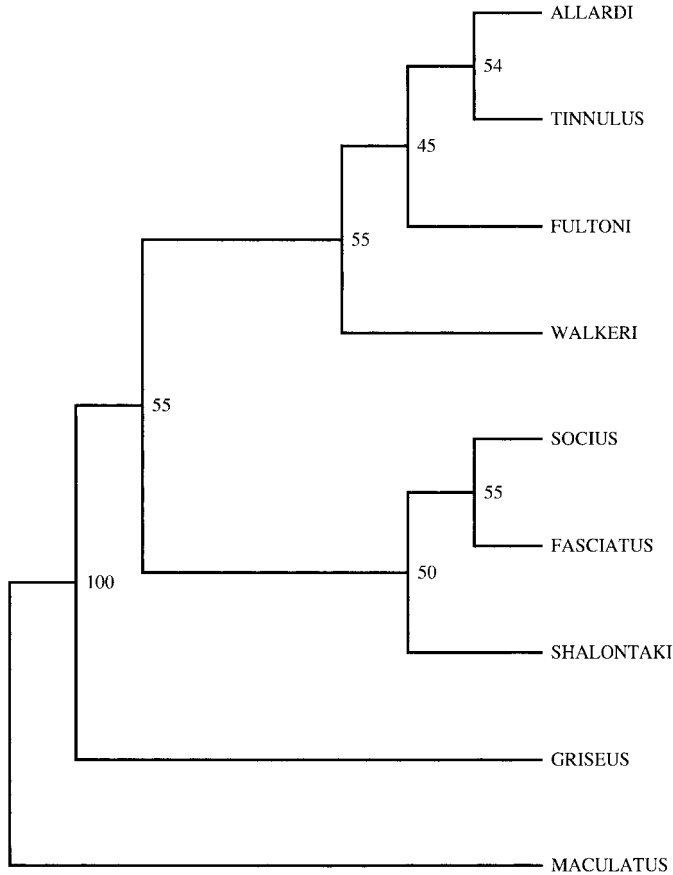 ALLARDI
54
TINNULUS
45
FULTONI
55
WALKERI
55
SOCIUS
55
FASCIATUS
50
100
SHALONTAKI
GRISEUS
MACULATUS